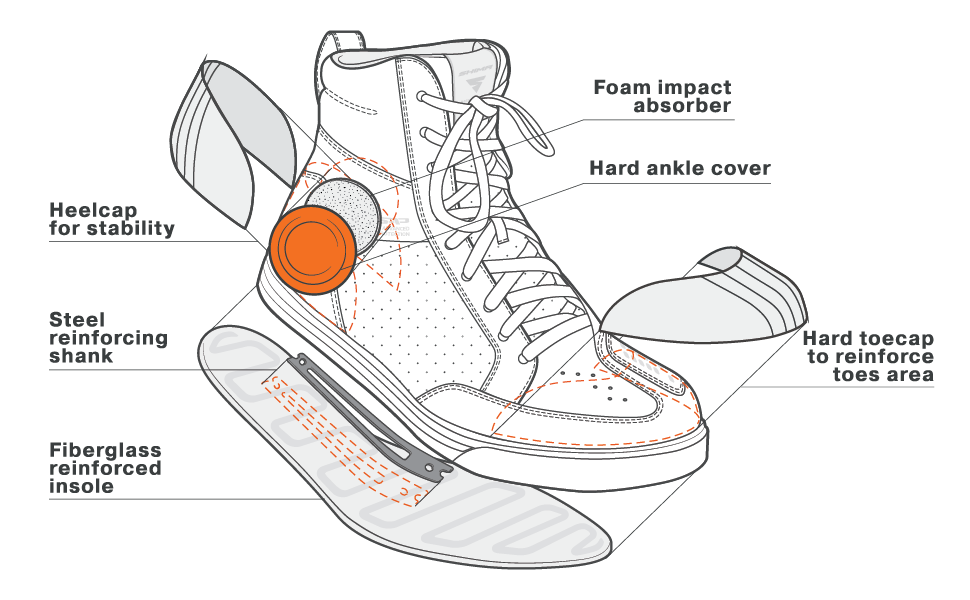 Foam impact
absorber
Hard ankle cover
Heelcap
for stability
Steel
reinforcing
shank
Hard toecap
to reinforce
toes area
Fiberglass
reinforced
insole